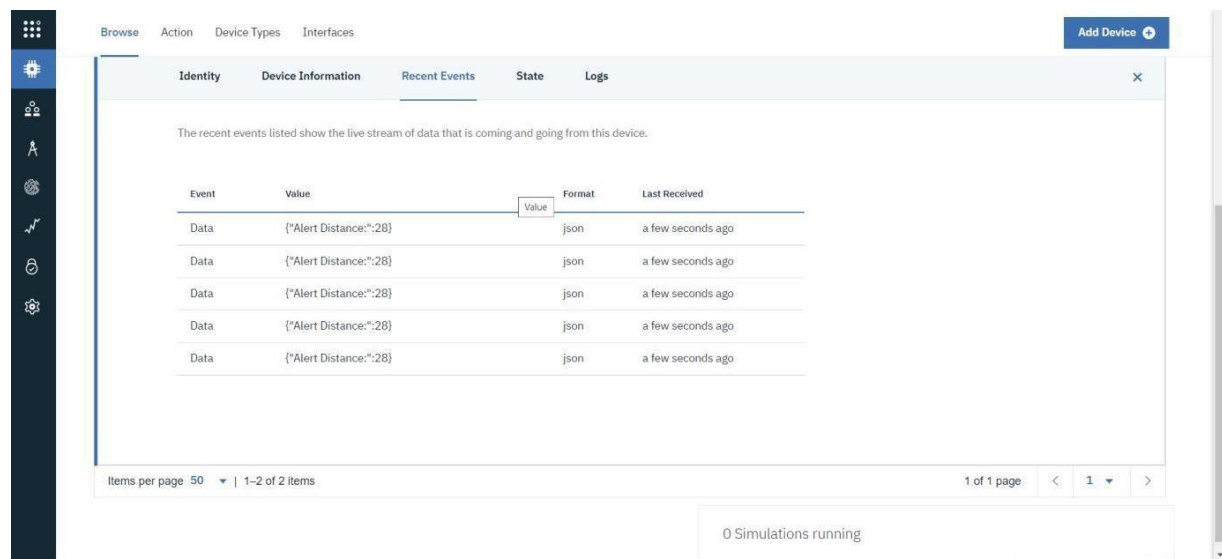 Browse Action Device Types Interfaces Add Device
Identity Device Information Recent Events State Logs
The recent events listed show the live stream of data that is coming and going from this device.
Event Value Format Last Received
Value
Data {"Alert Distance:":28} json a few seconds ago
Data {"Alert Distance:":28} json a few seconds ago
Data {"Alert Distance:":28} json a few seconds ago
Data {"Alert Distance:":28} json a few seconds ago
Data {"Alert Distance:":28} json a few seconds ago
Items per page 50 | 1–2 of 2 items 1 of 1 page 1
0 Simulations running